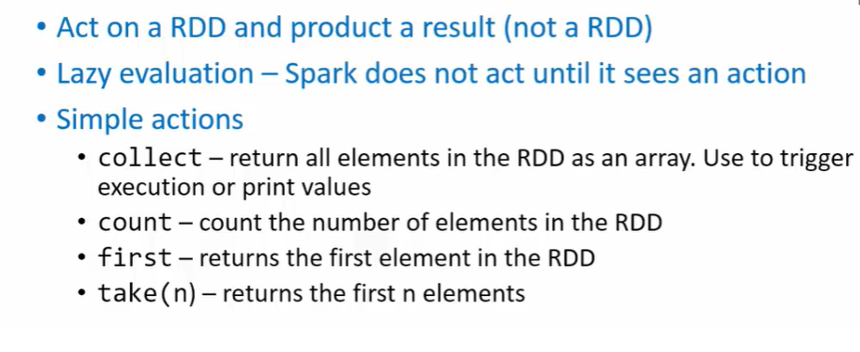 • Act on a RDD and product a result (not a RDD)
• Lazy evaluation – Spark does not act until it sees an action
• Simple actions
• collect – return all elements in the RDD as an array. Use to trigger
execution or print values
• count – count the number of elements in the RDD
• first – returns the first element in the RDD
• take(n) – returns the first n elements